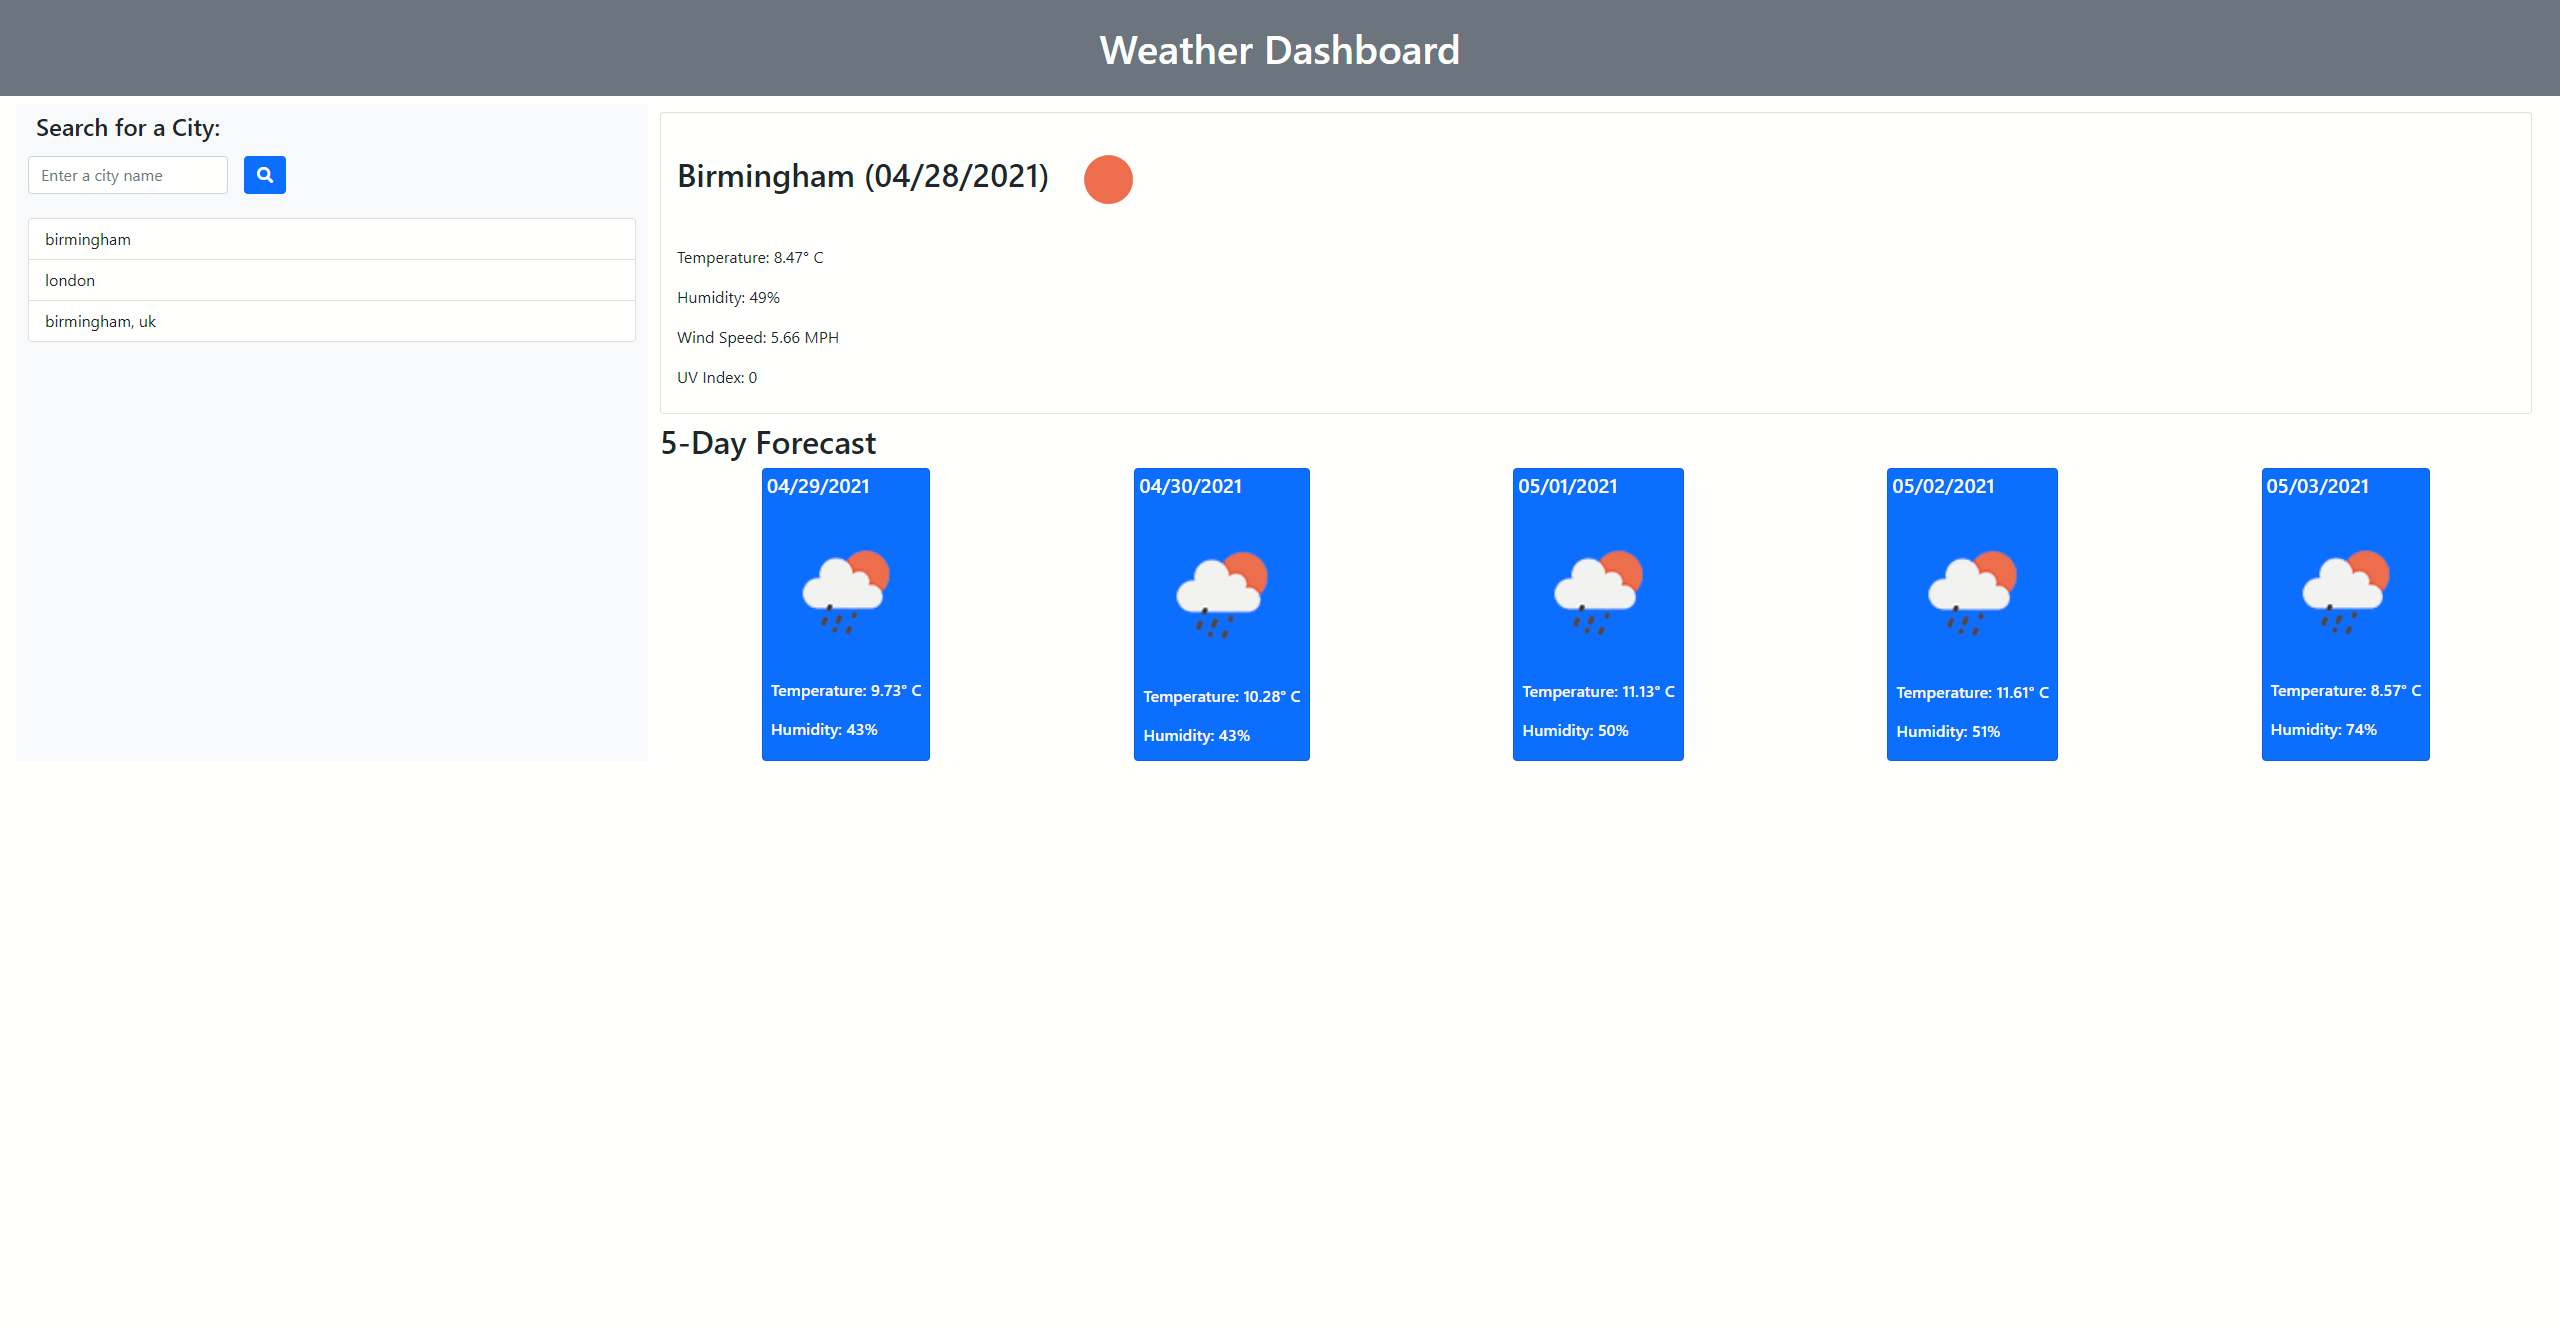 Weather Dashboard
Search for a City:
Enter a city name
birmingham
london
birmingham, uk
Birmingham (04/28/2021)
Temperature: 8.47° C
Humidity: 49%
Wind Speed: 5.66 MPH
UV Index: 0
5-Day Forecast
04/29/2021
Temperature: 9.73° C
Humidity: 43%
04/30/2021
Temperature: 10.28° C
Humidity: 43%
05/01/2021
Temperature: 11.13° C
Humidity: 50%
05/02/2021
Temperature: 11.61° C
Humidity: 51%
05/03/2021
Temperature: 8.57° C
Humidity: 74%